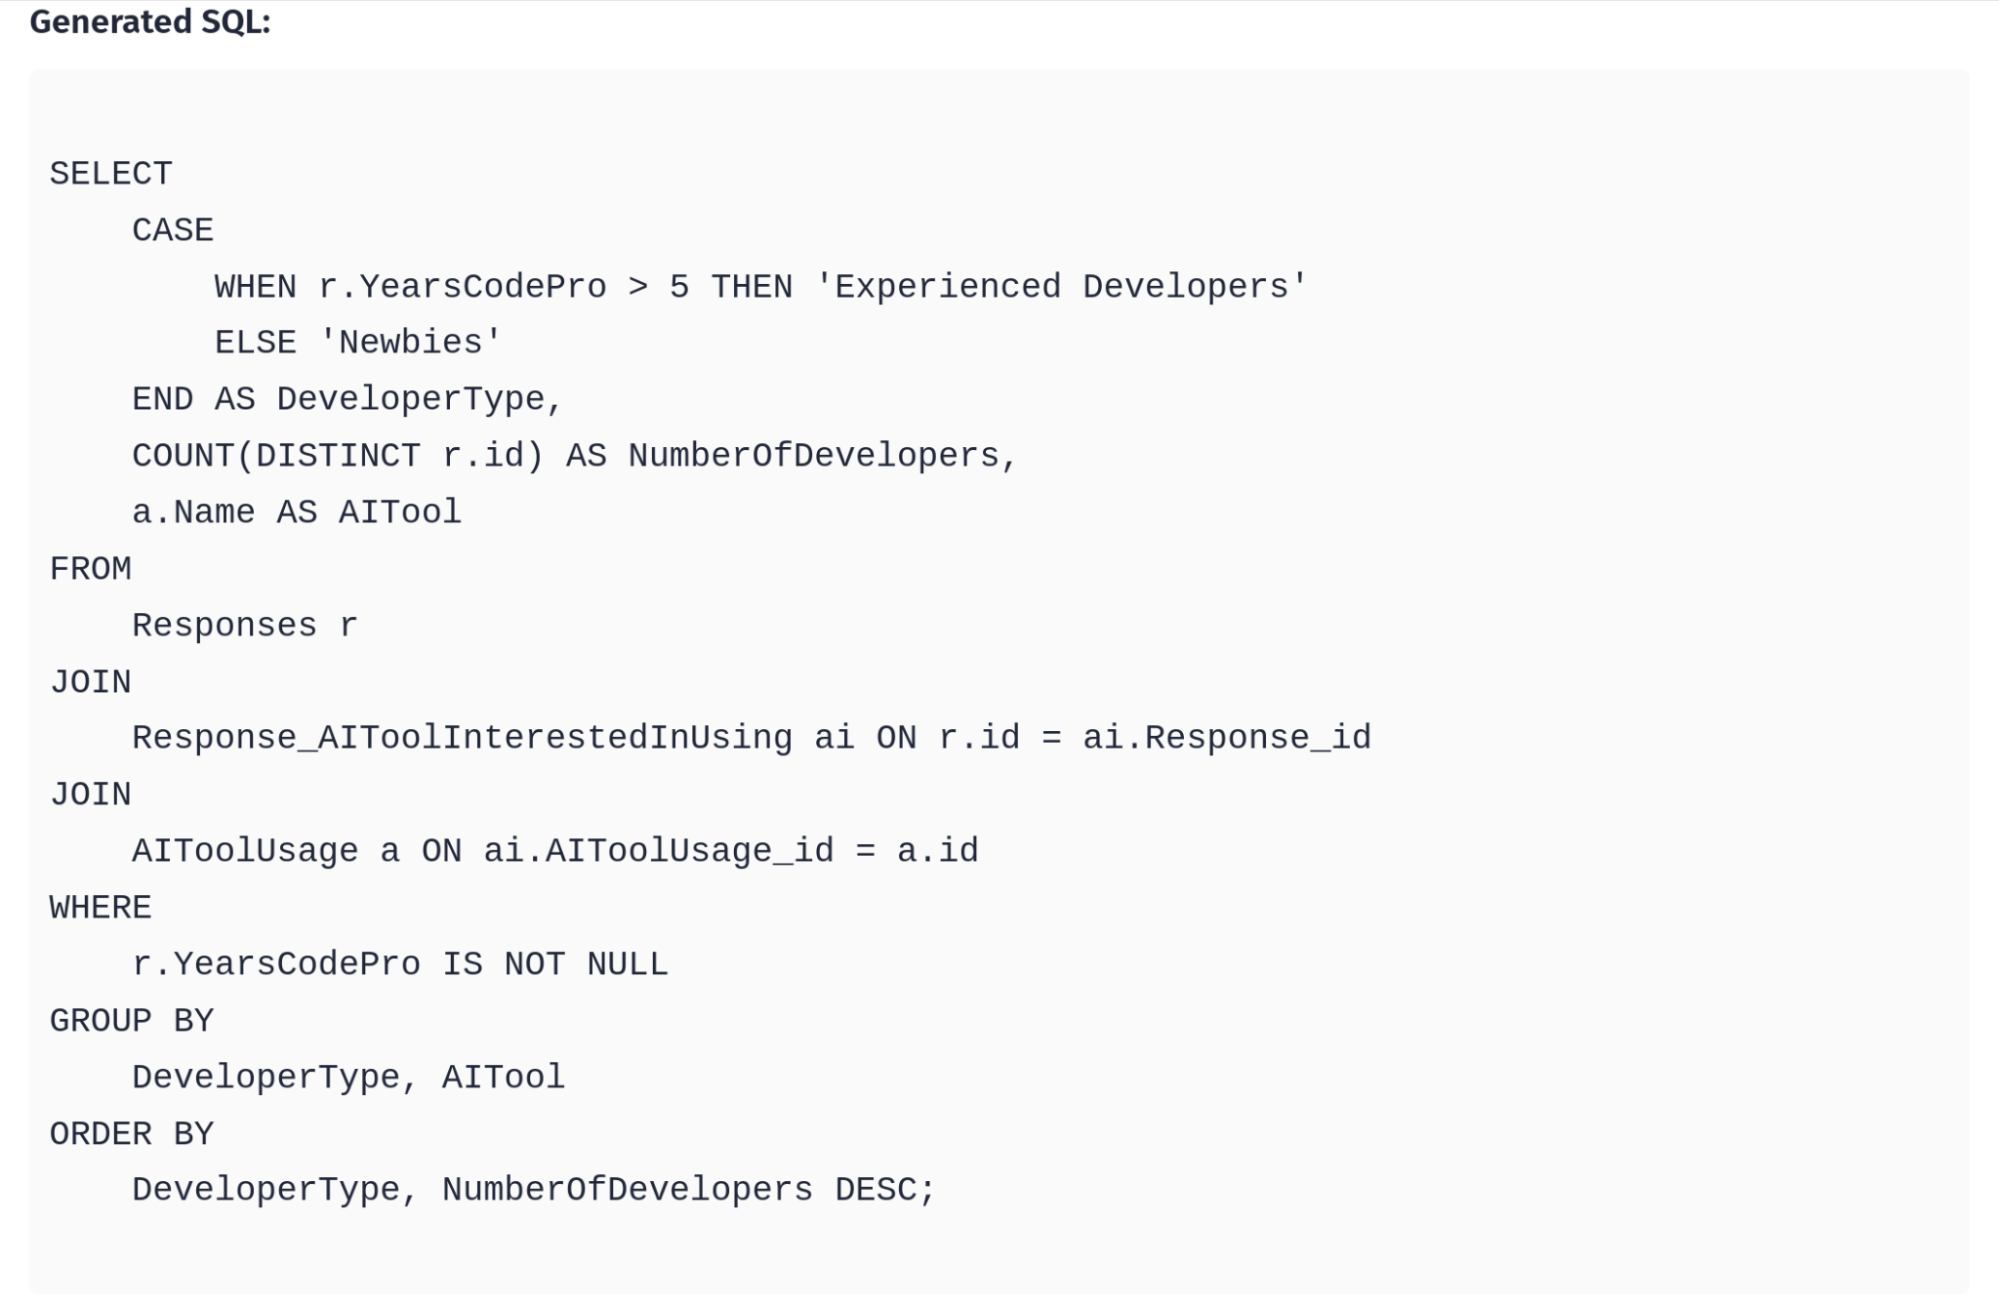 Generated SQL:
SELECT
    CASE
        WHEN r.YearsCodePro > 5 THEN 'Experienced Developers'
        ELSE 'Newbies'
    END AS DeveloperType,
    COUNT(DISTINCT r.id) AS NumberOfDevelopers,
    a.Name AS AITool
FROM
    Responses r
JOIN
    Response_AIToolInterestedInUsing ai ON r.id = ai.Response_id
JOIN
    AIToolUsage a ON ai.AIToolUsage_id = a.id
WHERE
    r.YearsCodePro IS NOT NULL
GROUP BY
    DeveloperType, AITool
ORDER BY
    DeveloperType, NumberOfDevelopers DESC;